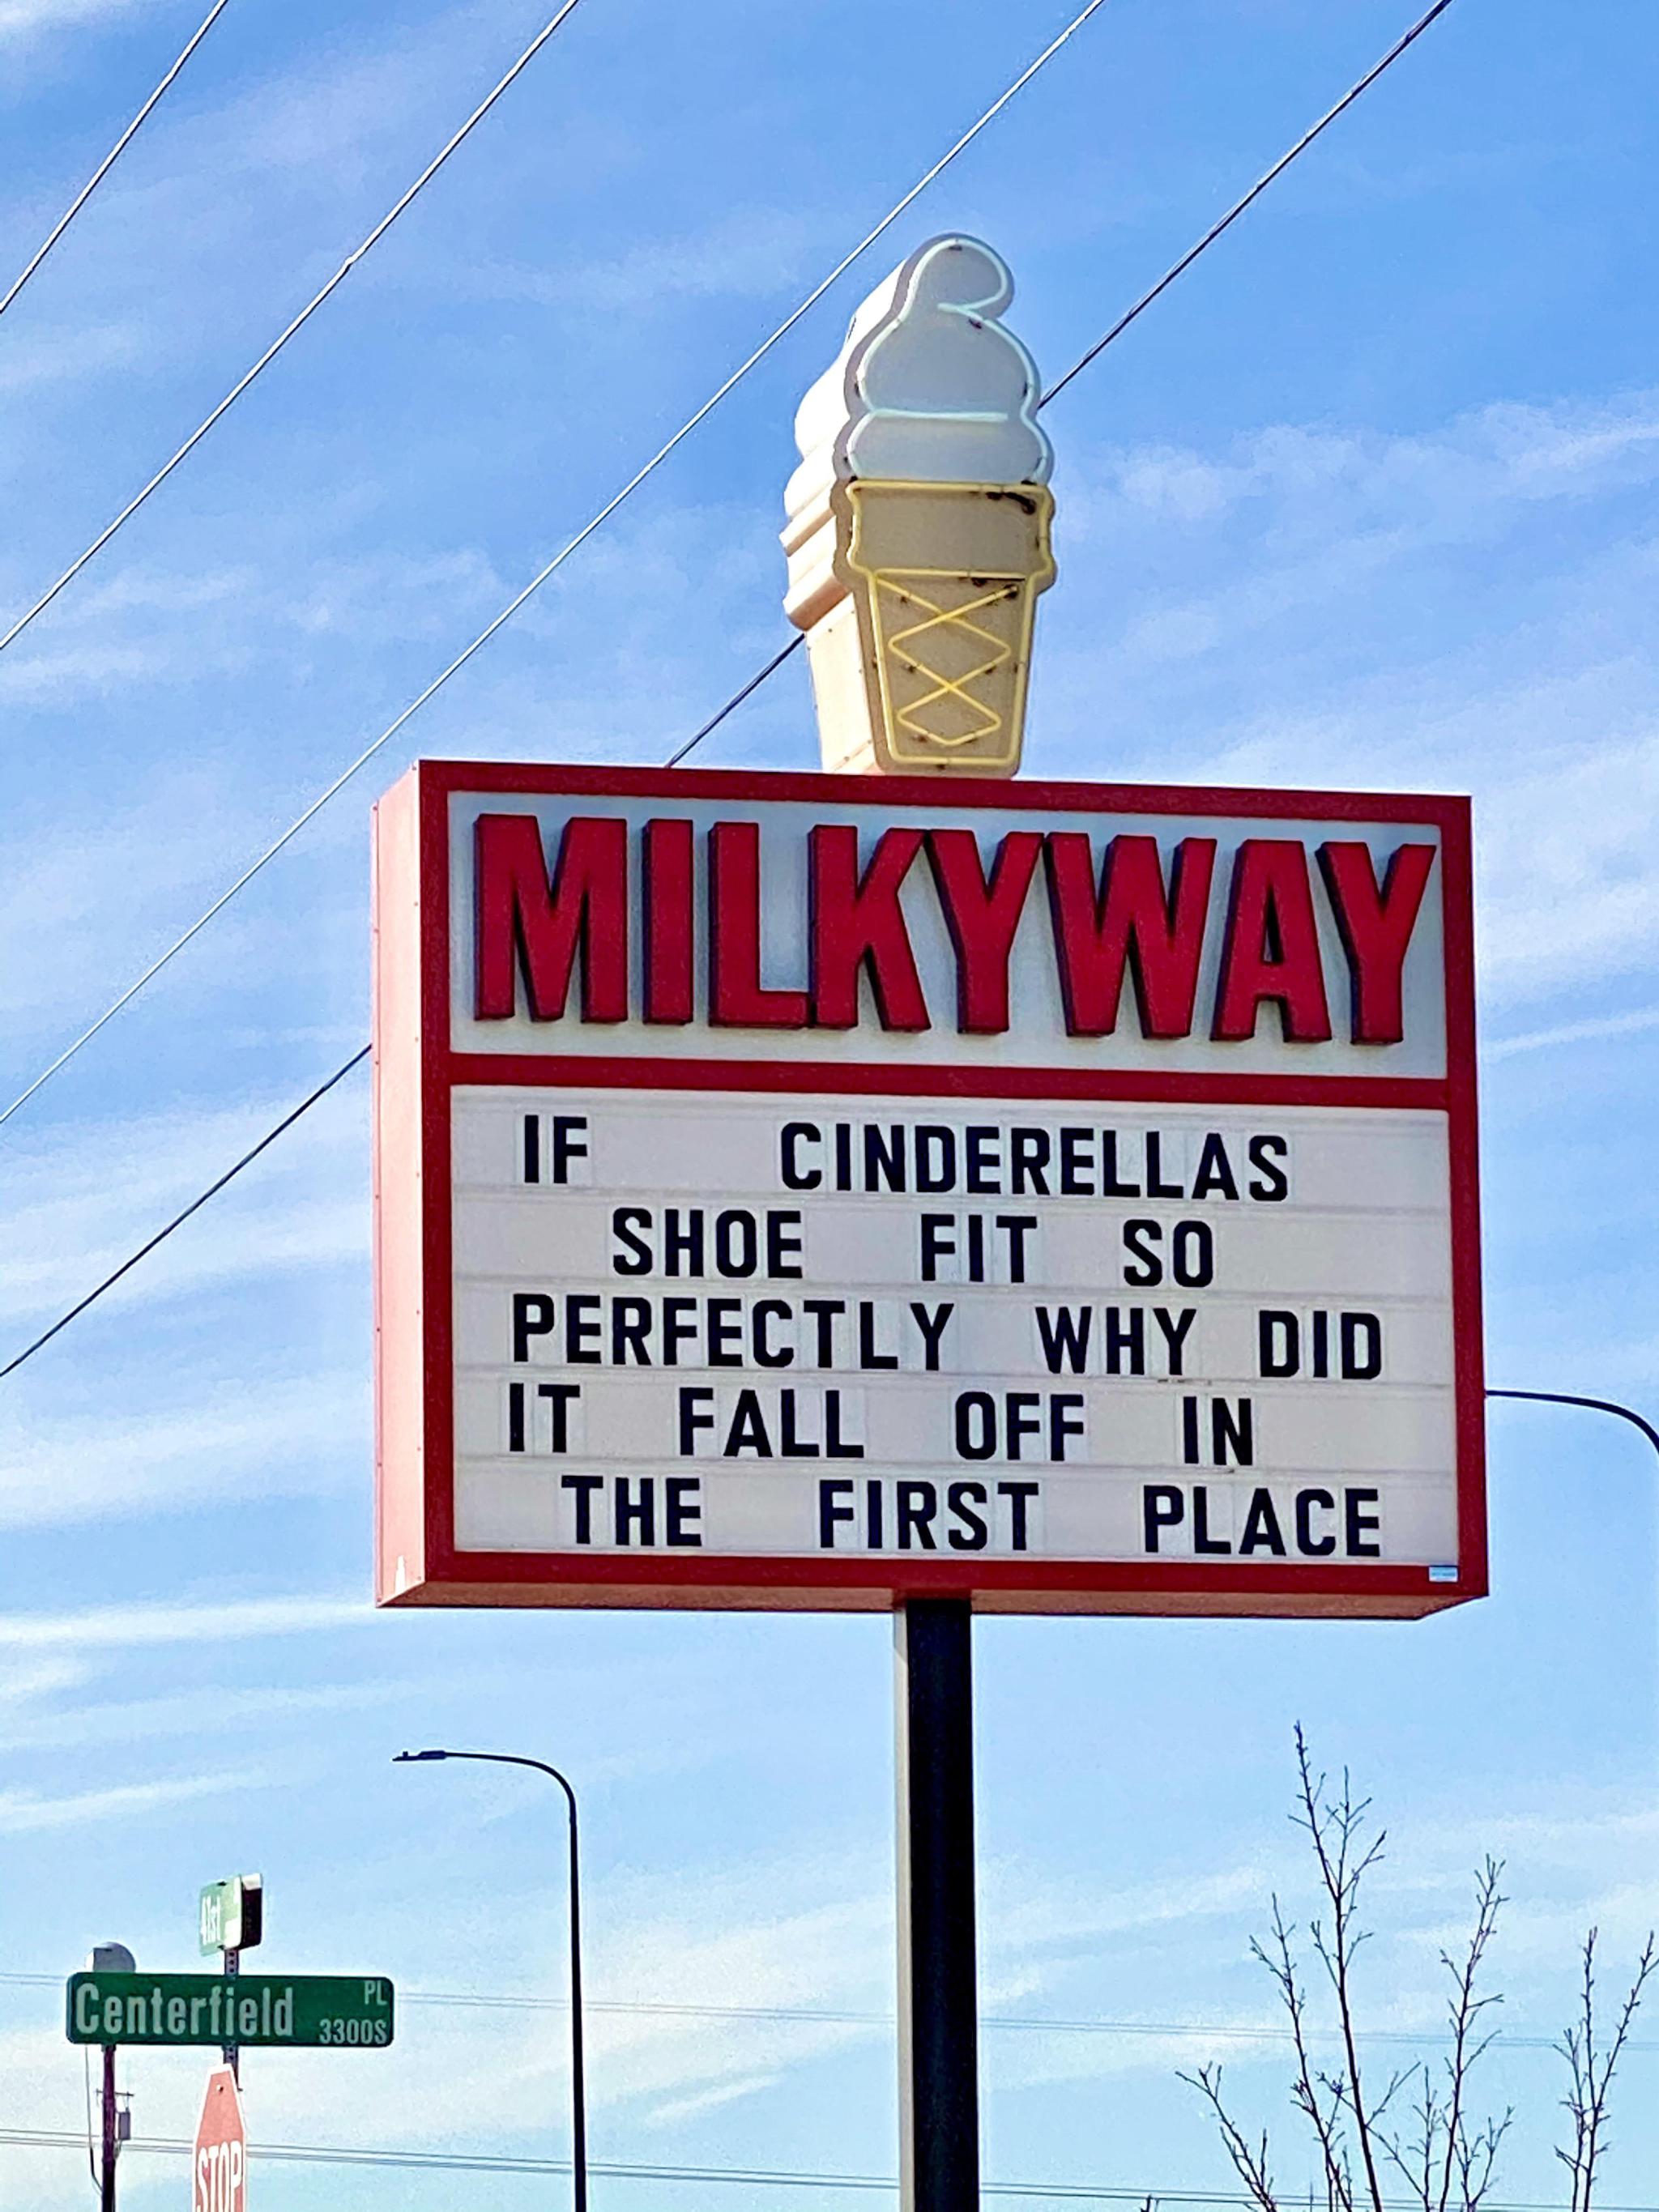 MILKYWAY
IF CINDERELLAS
SHOE FIT SO
PERFECTLY WHY DID
IT FALL OFF IN
THE FIRST PLACE
41st
Centerfield PL
3300S
STOP